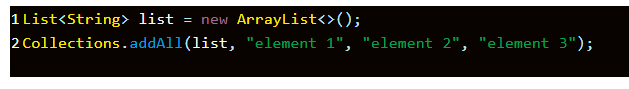 1 List<String> list = new ArrayList<>();
2 Collections.addAll(list, "element 1", "element 2", "element 3");